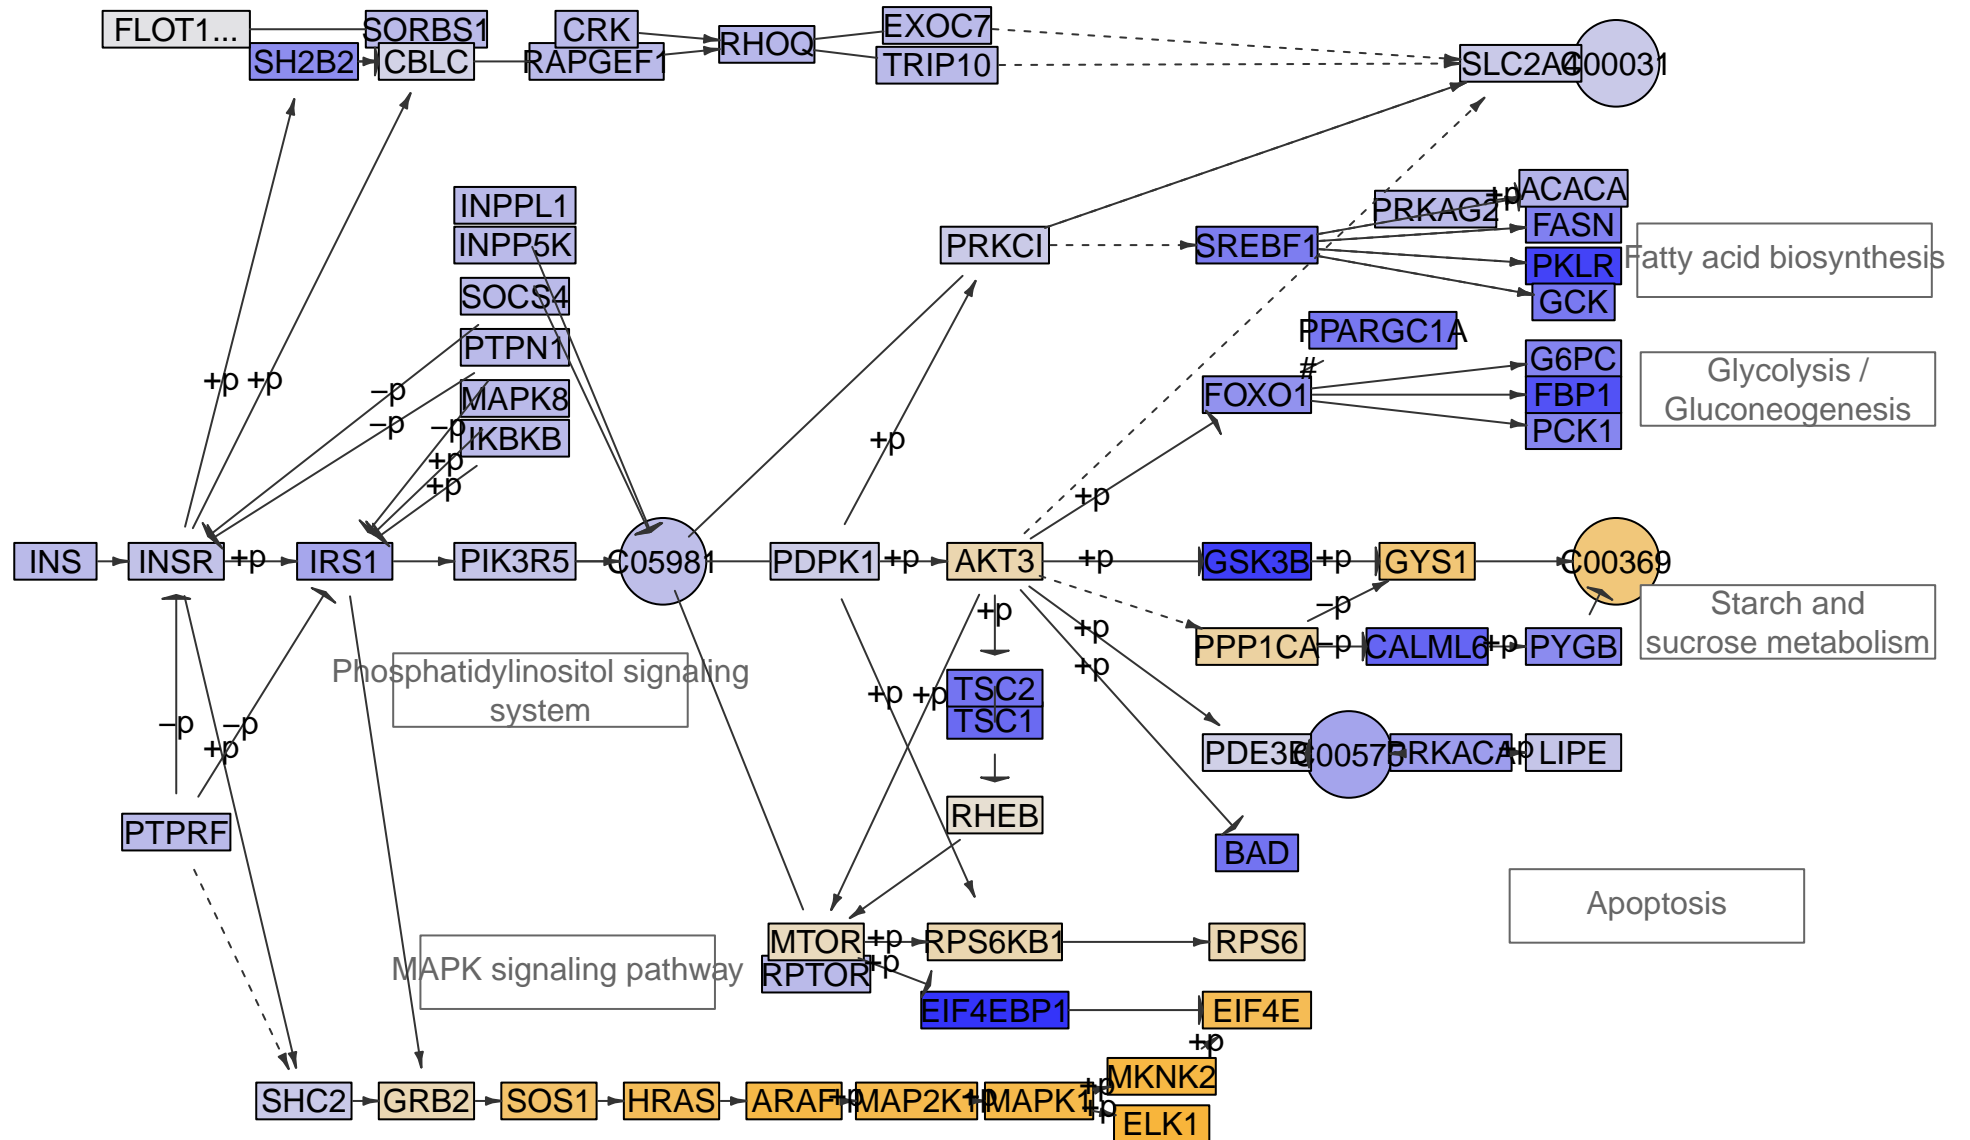 FLOT1...
SORBS1
CRK
EXOC7
RHOQ
SH2B2
CBLC
RAPGEF1
TRIP10
SLC2A4
C00031
INPPL1
INPP5K
SOCS4
PTPN1
MAPK8
IKBKB
PRKCI
SREBF1
PRKAG2
+p
ACACA
FASN
PKLR
GCK
Fatty acid biosynthesis
PPARGC1A
#
FOXO1
G6PC
FBP1
PCK1
Glycolysis /
Gluconeogenesis
+p
+p
–p
–p
–p
+p
+p
+p
+p
INS
INSR
+p
IRS1
PIK3R5
C05981
PDPK1
+p
AKT3
+p
GSK3B
+p
GYS1
C00369
+p
+p
+p
–p
PPP1CA
–p
CALML6
+p
PYGB
Starch and
sucrose metabolism
Phosphatidylinositol signaling
system
–p
+p
–p
+p
+p
TSC2
TSC1
PDE3B
C00575
PRKACA
+p
LIPE
PTPRF
RHEB
BAD
Apoptosis
MTOR
RPTOR
+p
+p
RPS6KB1
RPS6
MAPK signaling pathway
EIF4EBP1
EIF4E
+p
SHC2
GRB2
SOS1
HRAS
ARAF
+p
MAP2K1
+p
MAPK1
+p
+p
MKNK2
ELK1